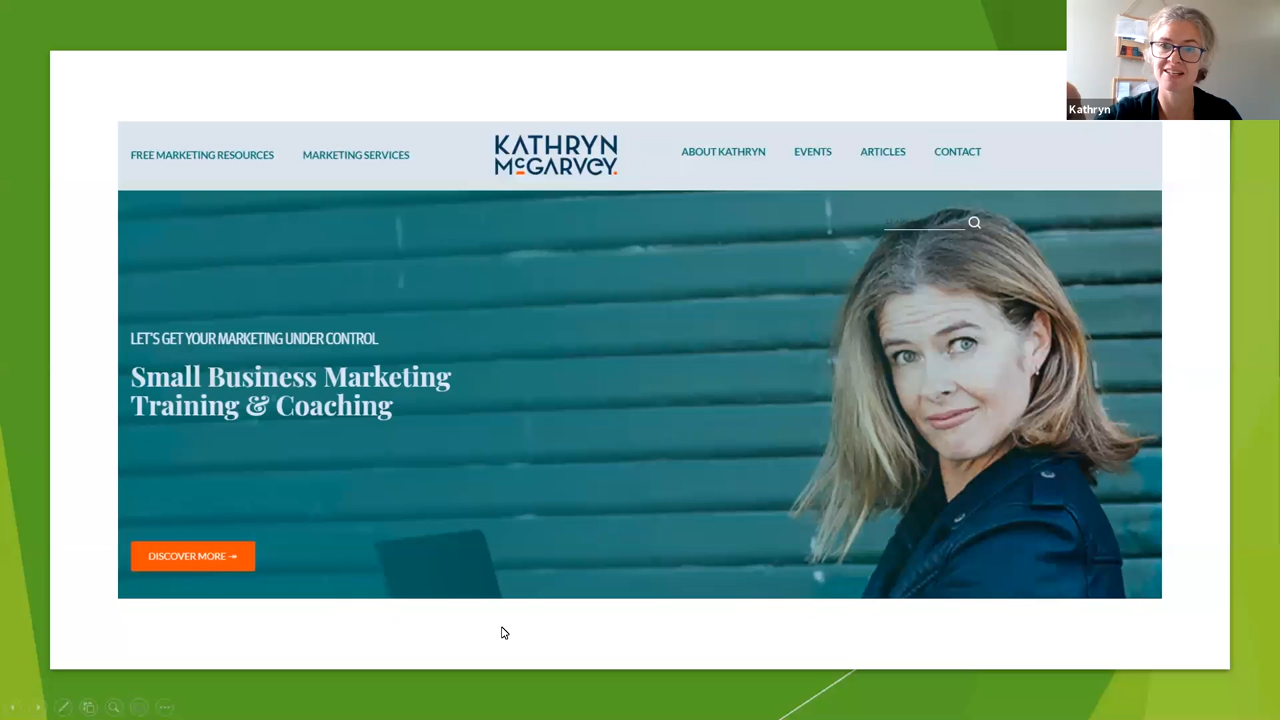 Kathryn
FREE MARKETING RESOURCES
MARKETING SERVICES
KATHRYN
McGARVEY.
ABOUT KATHRYN
EVENTS
ARTICLES
CONTACT
LET'S GET YOUR MARKETING UNDER CONTROL
Small Business Marketing
Training & Coaching
DISCOVER MORE ↠